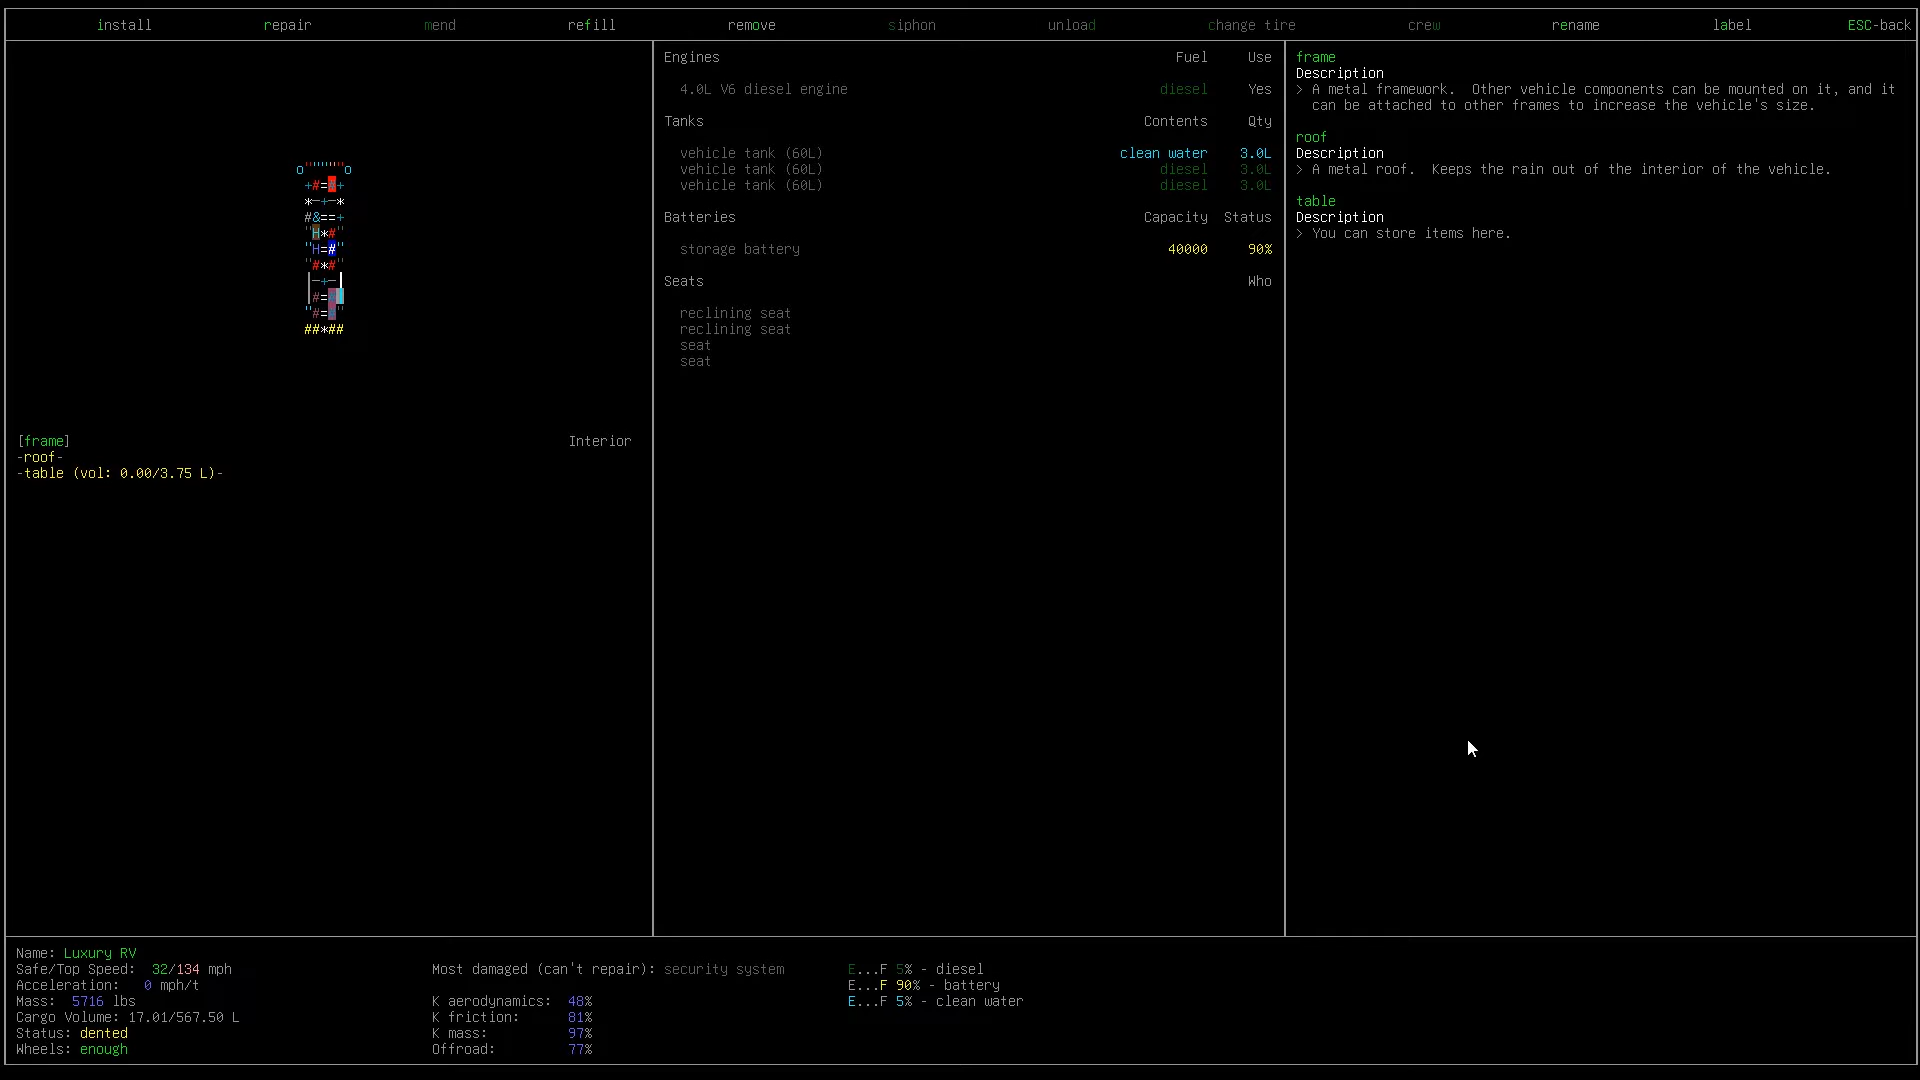 install repair mend refill remove siphon unload change tire crew rename label ESC-back
Engines Fuel Use
4.0L V6 diesel engine diesel Yes
Tanks Contents Qty
vehicle tank (60L) clean water 3.0L
vehicle tank (60L) diesel 3.0L
vehicle tank (60L) diesel 3.0L
Batteries Capacity Status
storage battery 40000 90%
Seats Who
reclining seat
reclining seat
seat
seat
frame
Description
> A metal framework.  Other vehicle components can be mounted on it, and it
can be attached to other frames to increase the vehicle's size.
roof
Description
> A metal roof.  Keeps the rain out of the interior of the vehicle.
table
Description
> You can store items here.
[frame] Interior
-roof-
-table (vol: 0.00/3.75 L)-
Name: Luxury RV
Safe/Top Speed: 32/134 mph
Acceleration: 0 mph/t
Mass: 5716 lbs
Cargo Volume: 17.01/567.50 L
Status: dented
Wheels: enough
Most damaged (can't repair): security system
K aerodynamics: 48%
K friction: 81%
K mass: 97%
Offroad: 77%
E...F 5% - diesel
E...F 90% - battery
E...F 5% - clean water